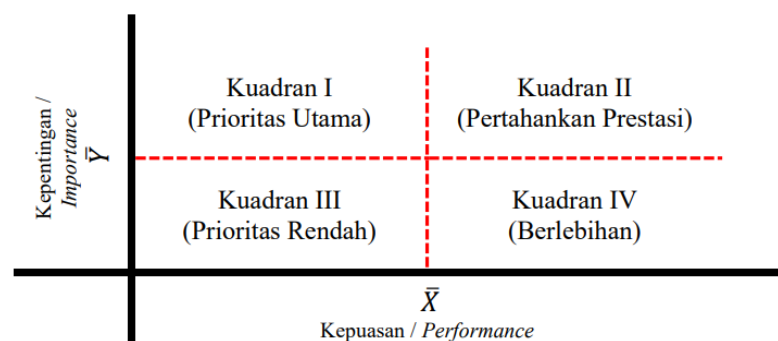 Kepentingan /
Importance
Y̅
Kuadran I
(Prioritas Utama)
Kuadran II
(Pertahankan Prestasi)
Kuadran III
(Prioritas Rendah)
Kuadran IV
(Berlebihan)
X̅
Kepuasan / Performance